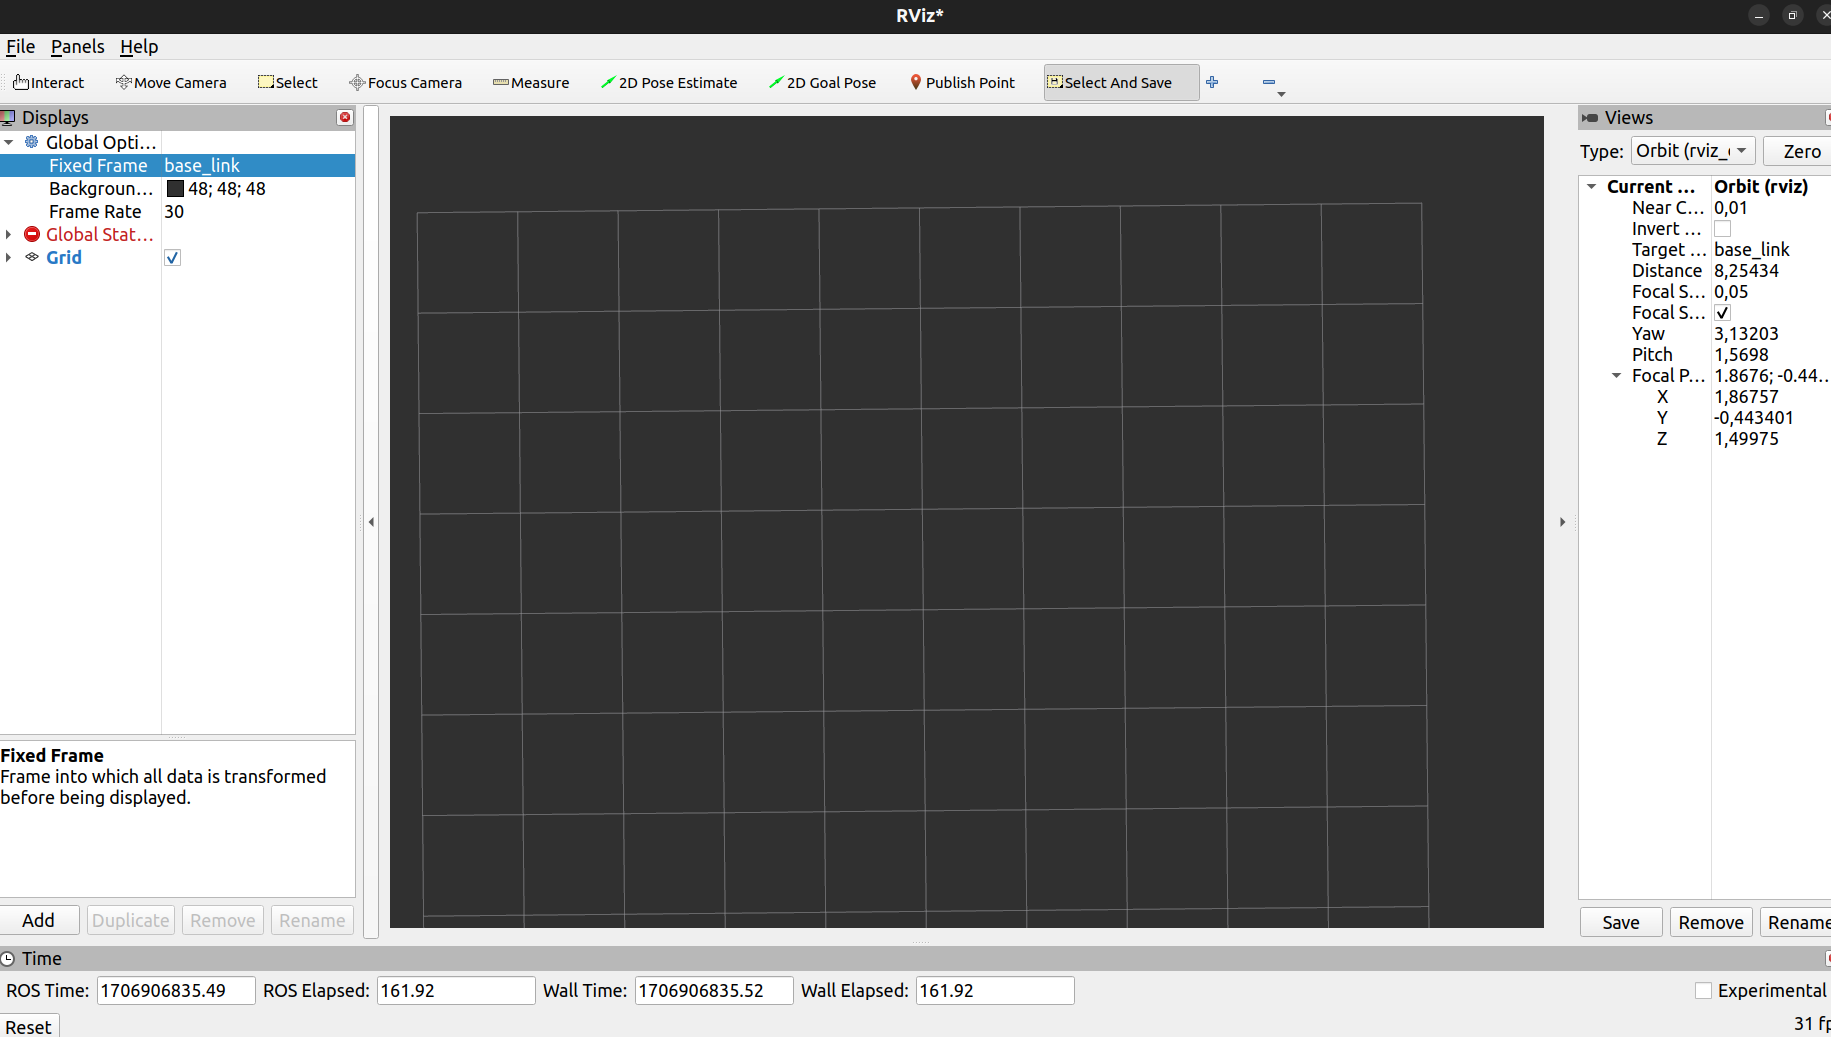 RViz*
File Panels Help
Interact Move Camera Select Focus Camera Measure 2D Pose Estimate 2D Goal Pose Publish Point Select And Save
Displays
Global Opti...
Fixed Frame base_link
Backgroun... 48; 48; 48
Frame Rate 30
Global Stat...
Grid
Fixed Frame
Frame into which all data is transformed
before being displayed.
Add Duplicate Remove Rename
Views
Type: Orbit (rviz_ Zero
Current ... Orbit (rviz)
Near C... 0,01
Invert ...
Target ... base_link
Distance 8,25434
Focal S... 0,05
Focal S...
Yaw 3,13203
Pitch 1,5698
Focal P... 1.8676; -0.44...
X 1,86757
Y -0,443401
Z 1,49975
Save Remove Rename
Time
ROS Time: 1706906835.49 ROS Elapsed: 161.92 Wall Time: 1706906835.52 Wall Elapsed: 161.92 Experimental
Reset 31 fp